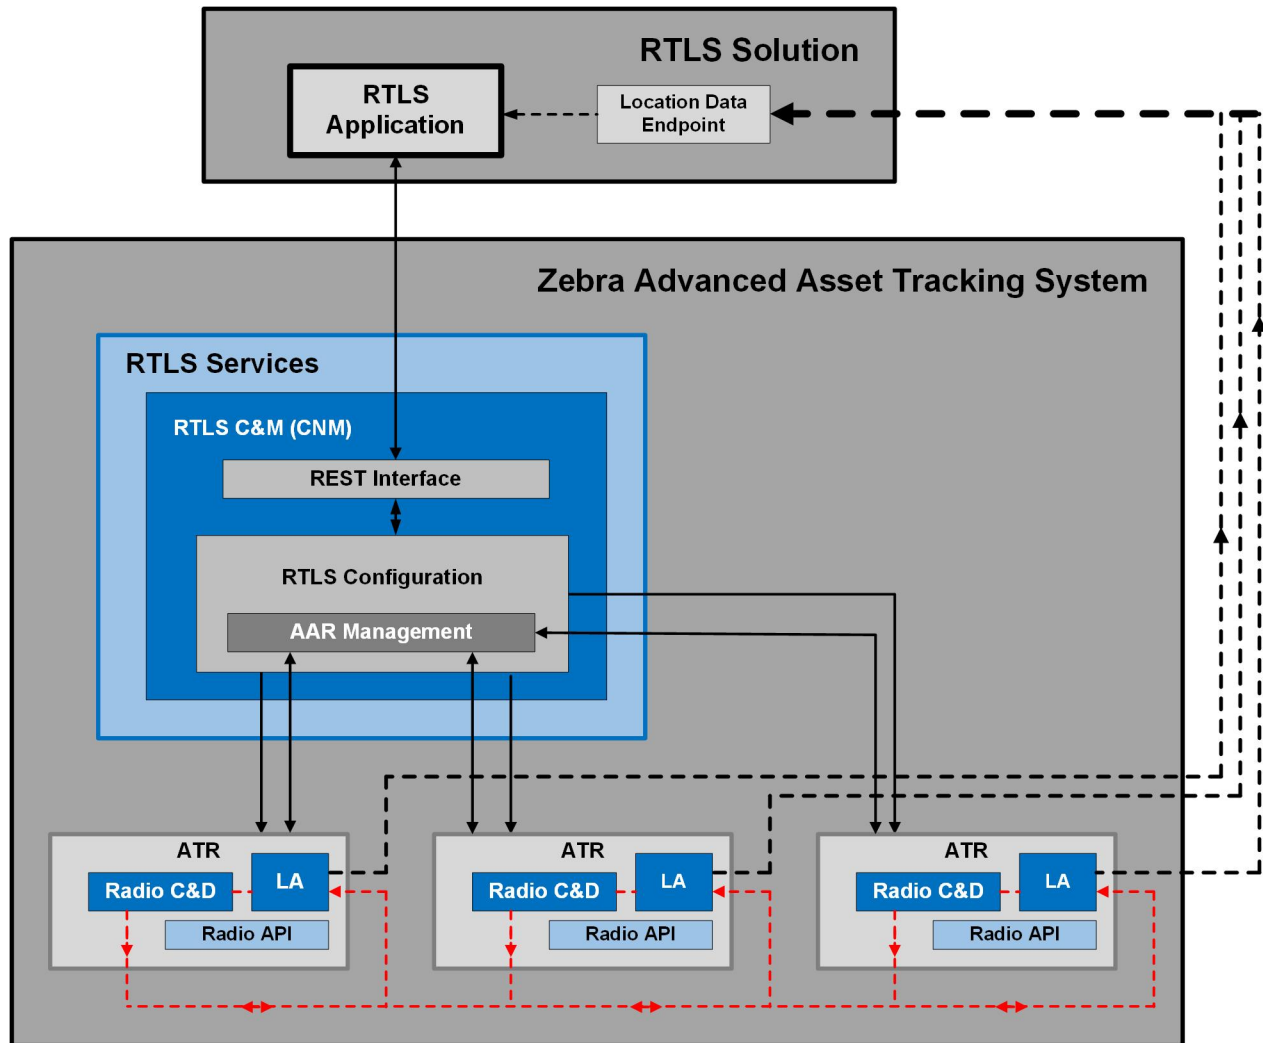 RTLS Solution
RTLS
Application
Location Data
Endpoint
Zebra Advanced Asset Tracking System
RTLS Services
RTLS C&M (CNM)
REST Interface
RTLS Configuration
AAR Management
ATR
LA
Radio C&D
Radio API
ATR
LA
Radio C&D
Radio API
ATR
LA
Radio C&D
Radio API